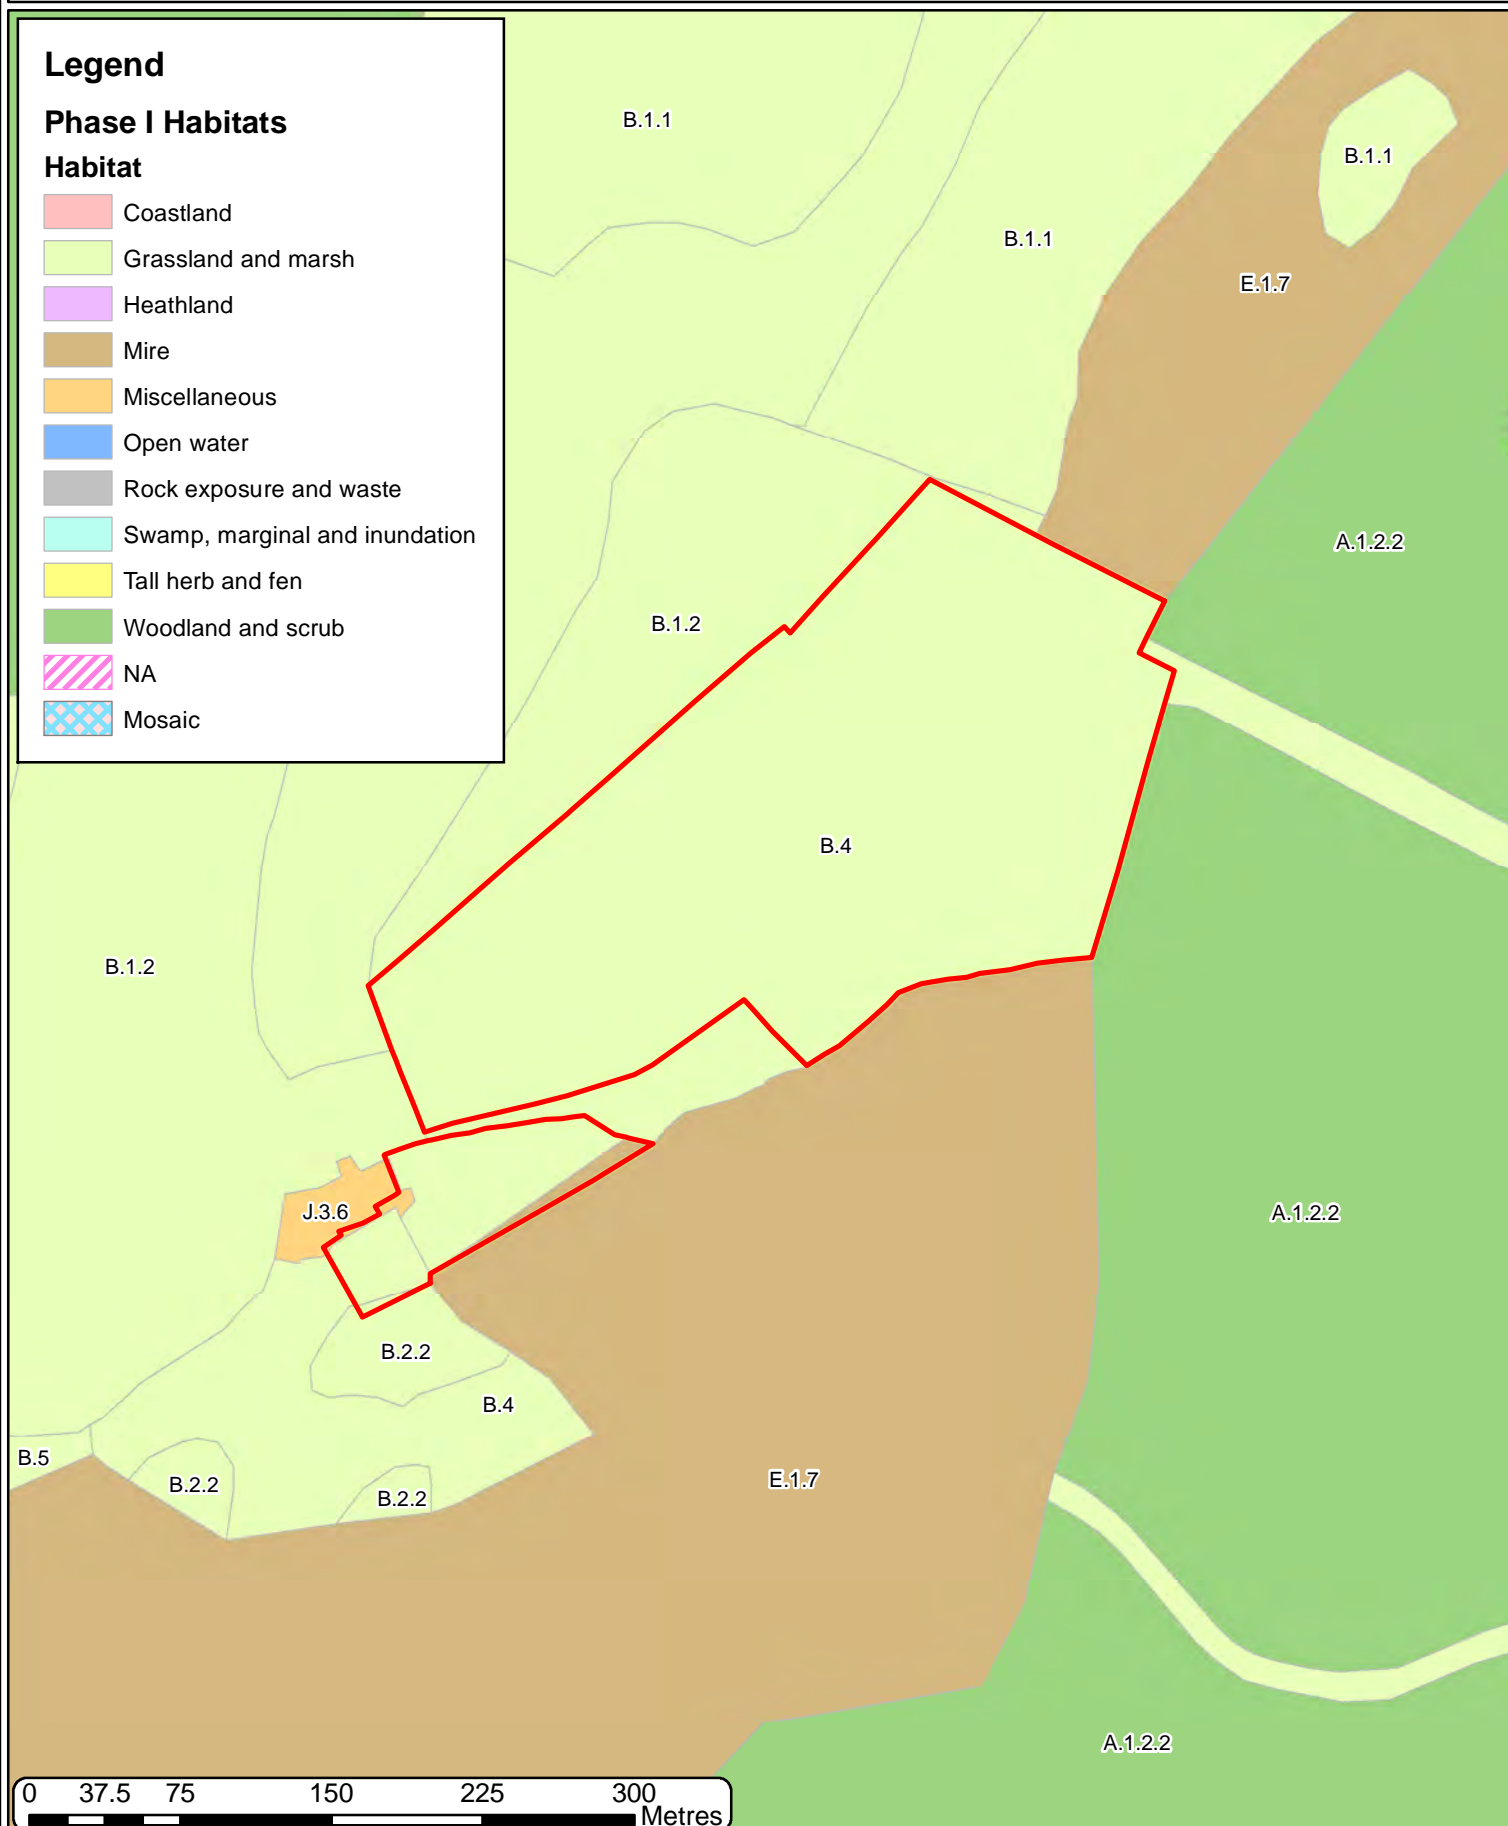 Legend
Phase I Habitats
Habitat
Coastland
Grassland and marsh
Heathland
Mire
Miscellaneous
Open water
Rock exposure and waste
Swamp, marginal and inundation
Tall herb and fen
Woodland and scrub
NA
Mosaic
B.1.1
B.1.1
B.1.1
E.1.7
A.1.2.2
B.1.2
B.4
B.1.2
J.3.6
A.1.2.2
B.2.2
B.4
B.5
B.2.2
B.2.2
E.1.7
A.1.2.2
0 37.5 75 150 225 300
Metres